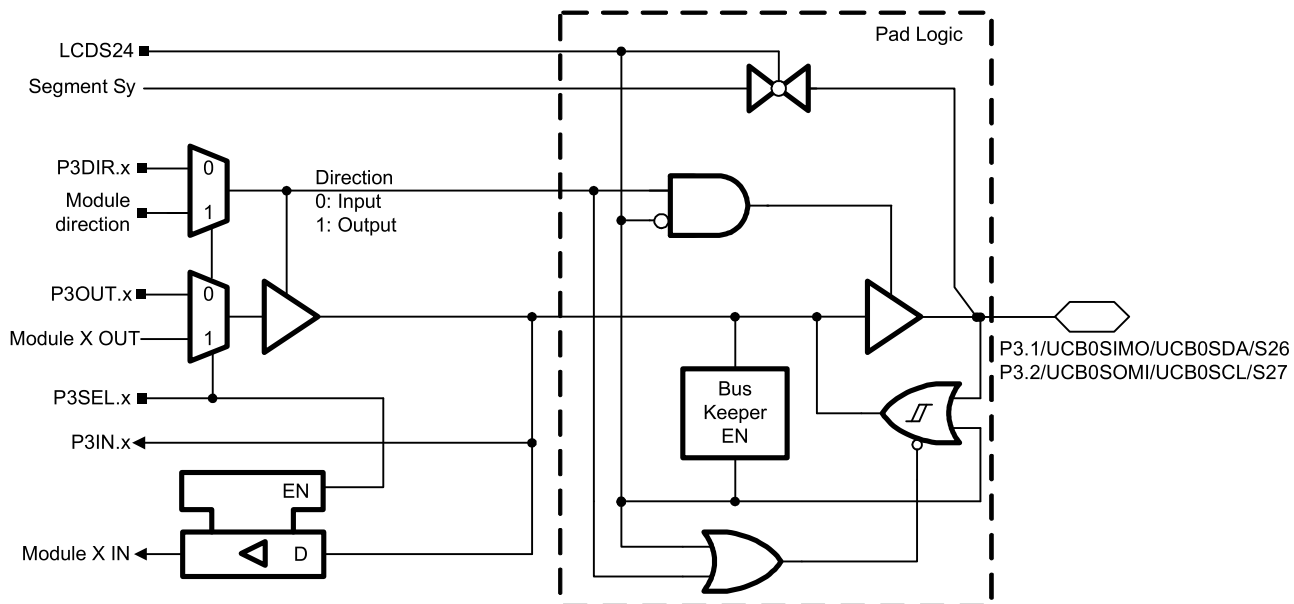 Pad Logic
LCDS24
Segment Sy
P3DIR.x
0
Module
direction
1
Direction
0: Input
1: Output
P3OUT.x
0
Module X OUT
1
P3.1/UCB0SIMO/UCB0SDA/S26
P3.2/UCB0SOMI/UCB0SCL/S27
P3SEL.x
Bus
Keeper
EN
P3IN.x
EN
Module X IN
D